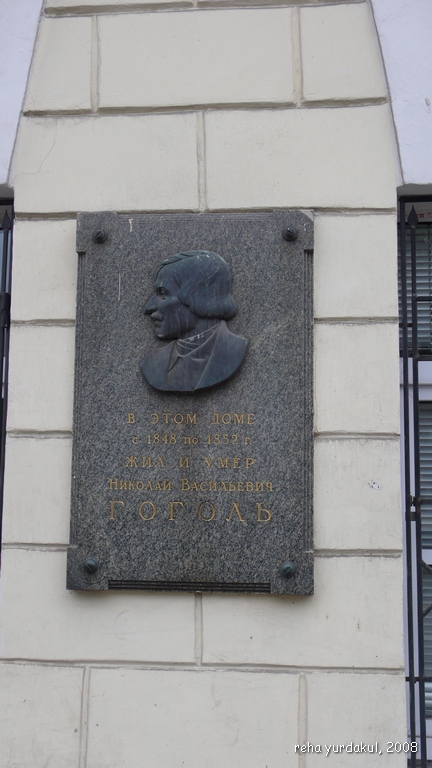 В ЭТОМ ДОМЕ
с 1848 по 1852 г.
ЖИЛ И УМЕР
НИКОЛАЙ ВАСИЛЬЕВИЧ
ГОГОЛЬ
reha yurdakul, 2008